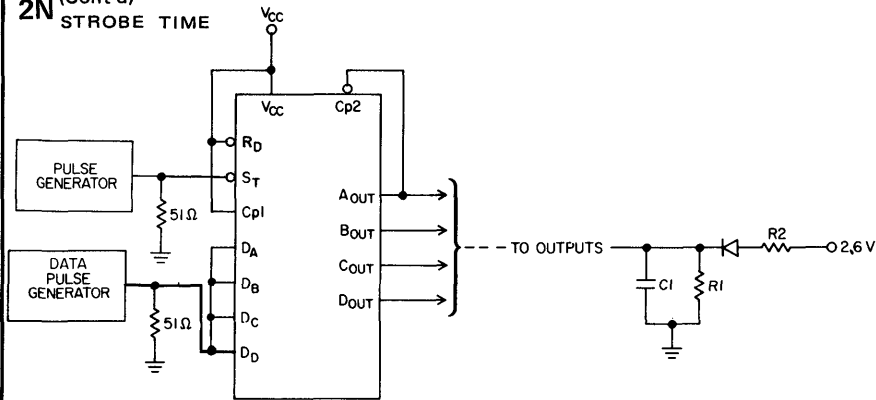 2N (Cont'd)
STROBE TIME
VCC
VCC
Cp2
RD
PULSE
GENERATOR
ST
51Ω
Cp1
AOUT
DA
BOUT
TO OUTPUTS
R2
2,6 V
DATA
PULSE
GENERATOR
DB
COUT
C1
R1
51Ω
DC
DOUT
DD